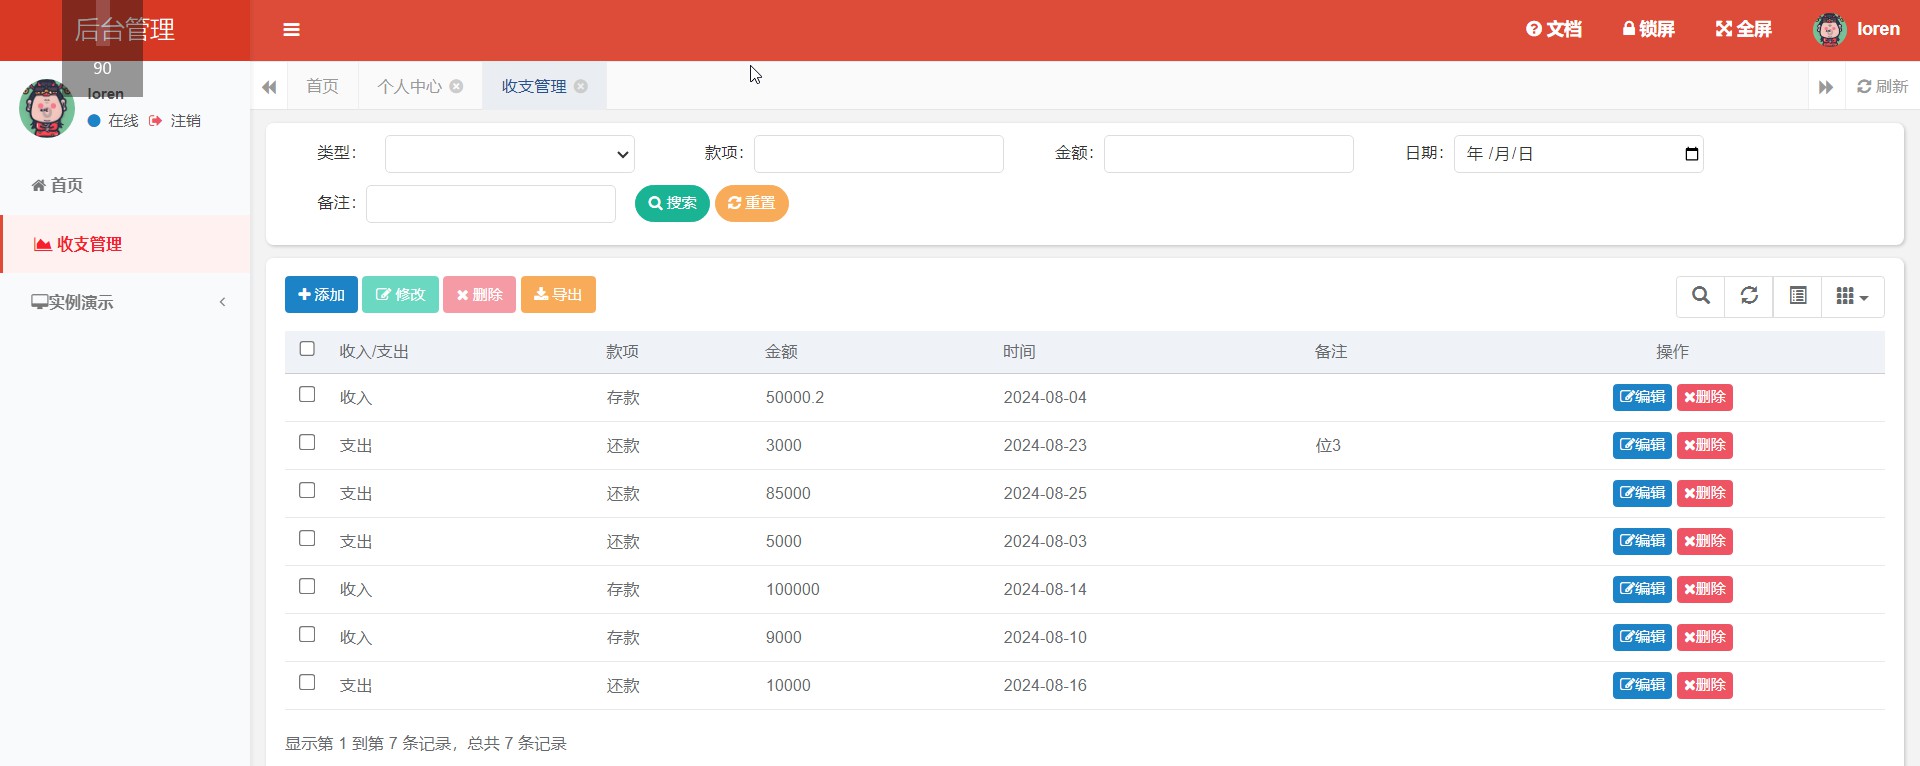 后台管理
文档 锁屏 全屏 loren
90
loren
在线 注销
首页 个人中心 收支管理 刷新
首页
收支管理
实例演示
类型: 款项: 金额: 日期: 年 /月/日
备注: 搜索 重置
添加 修改 删除 导出
收入/支出 款项 金额 时间 备注 操作
收入 存款 50000.2 2024-08-04 编辑 删除
支出 还款 3000 2024-08-23 位3 编辑 删除
支出 还款 85000 2024-08-25 编辑 删除
支出 还款 5000 2024-08-03 编辑 删除
收入 存款 100000 2024-08-14 编辑 删除
收入 存款 9000 2024-08-10 编辑 删除
支出 还款 10000 2024-08-16 编辑 删除
显示第 1 到第 7 条记录，总共 7 条记录